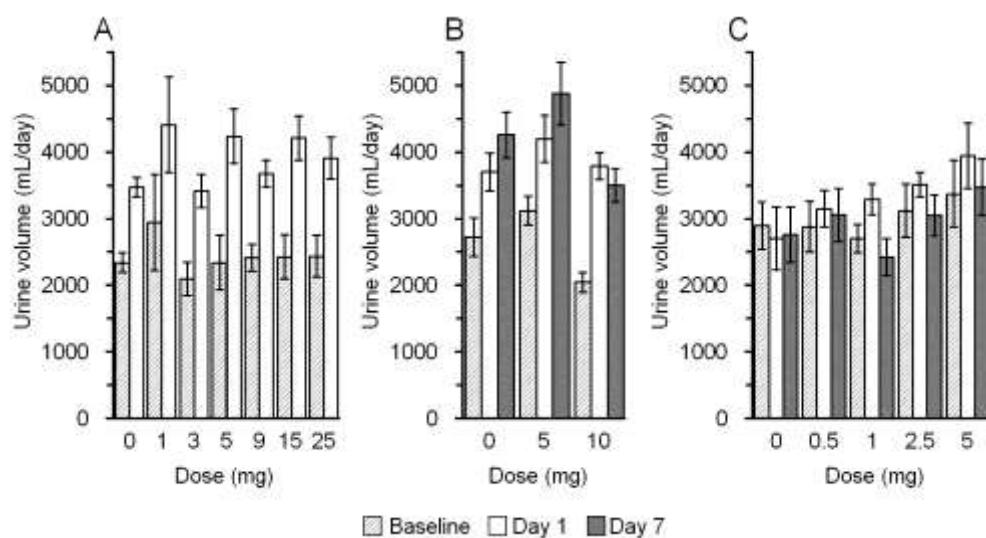 A
Urine volume (mL/day)
5000
4000
3000
2000
1000
0
0 1 3 5 9 15 25
Dose (mg)
B
Urine volume (mL/day)
5000
4000
3000
2000
1000
0
0 5 10
Dose (mg)
C
Urine volume (mL/day)
5000
4000
3000
2000
1000
0
0 0.5 1 2.5 5
Dose (mg)
Baseline Day 1 Day 7